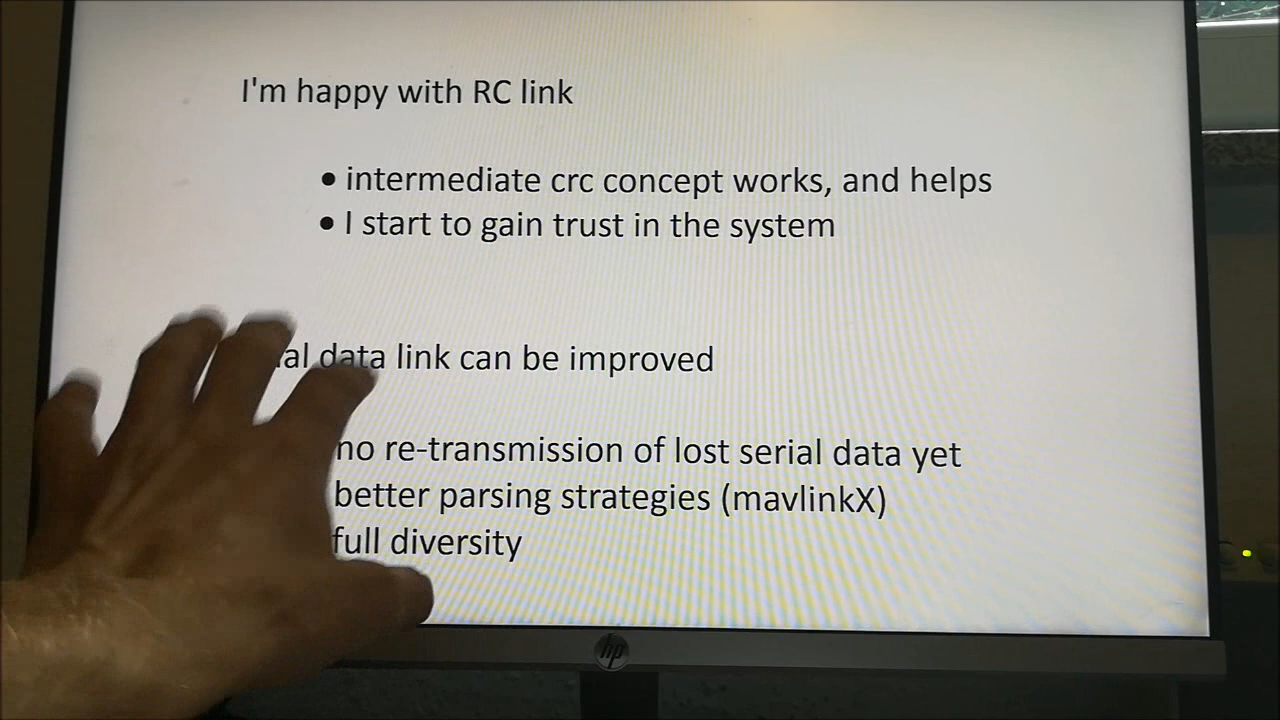 I'm happy with RC link
• intermediate crc concept works, and helps
• I start to gain trust in the system
data link can be improved
no re-transmission of lost serial data yet
better parsing strategies (mavlinkX)
full diversity
hp